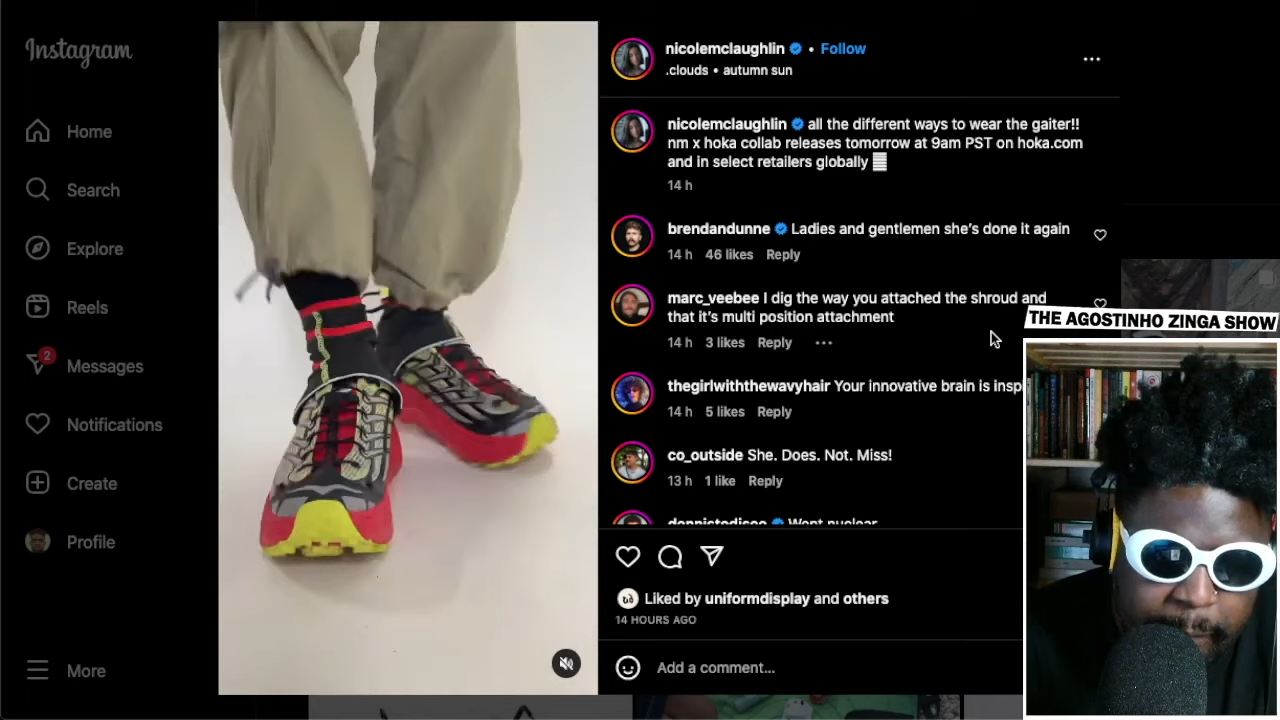 Instagram
Home
Search
Explore
Reels
2
Messages
Notifications
Create
Profile
More
nicolemclaughlin • Follow
.clouds • autumn sun
nicolemclaughlin all the different ways to wear the gaiter!!
nm x hoka collab releases tomorrow at 9am PST on hoka.com
and in select retailers globally
14 h
brendandunne Ladies and gentlemen she's done it again
14 h 46 likes Reply
marc_veebee I dig the way you attached the shroud and
that it's multi position attachment
14 h 3 likes Reply
thegirlwiththewavyhair Your innovative brain is insp
14 h 5 likes Reply
co_outside She. Does. Not. Miss!
13 h 1 like Reply
Went nuclear
Liked by uniformdisplay and others
14 HOURS AGO
Add a comment...
THE AGOSTINHO ZINGA SHOW